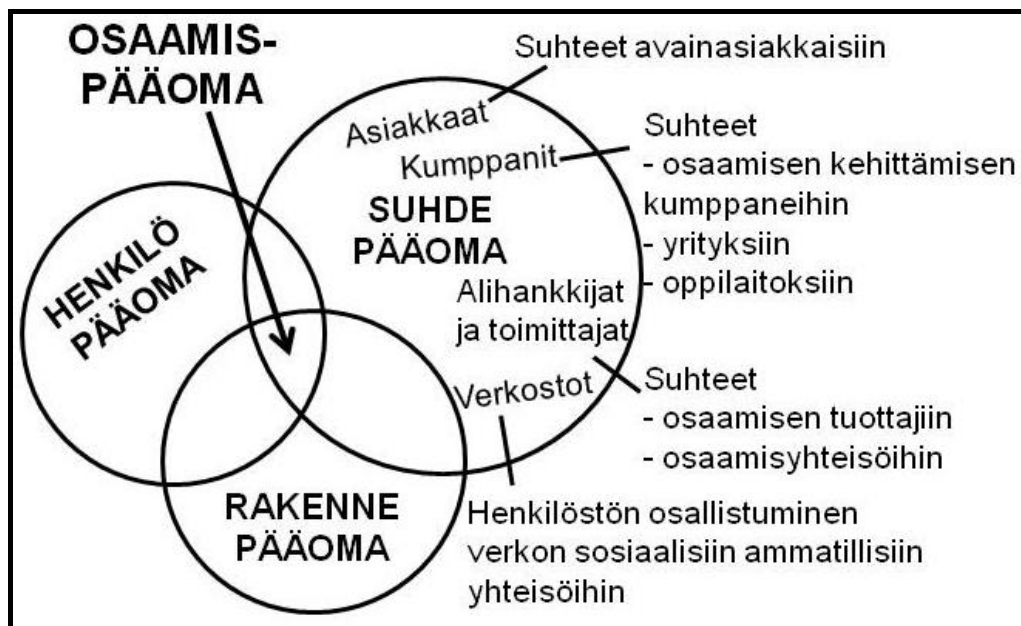 OSAAMIS-
PÄÄOMA
HENKILÖ
PÄÄOMA
SUHDE
PÄÄOMA
RAKENNE
PÄÄOMA
Asiakkaat
Suhteet avainasiakkaisiin
Kumppanit
Suhteet
- osaamisen kehittämisen
kumppaneihin
- yrityksiin
- oppilaitoksiin
Alihankkijat
ja toimittajat
Suhteet
- osaamisen tuottajiin
- osaamisyhteisöihin
Verkostot
Henkilöstön osallistuminen
verkon sosiaalisiin ammatillisiin
yhteisöihin